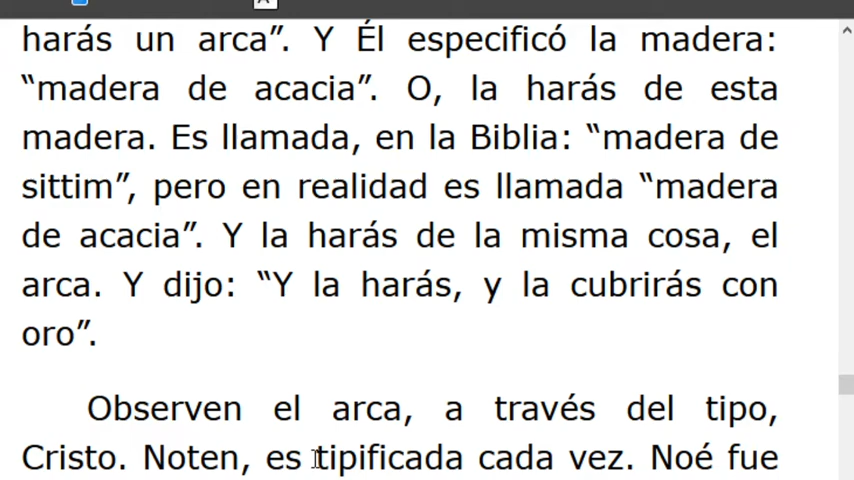 harás un arca”. Y Él especificó la madera:
“madera de acacia”. O, la harás de esta
madera. Es llamada, en la Biblia: “madera de
sittim”, pero en realidad es llamada “madera
de acacia”. Y la harás de la misma cosa, el
arca. Y dijo: “Y la harás, y la cubrirás con
oro”.
Observen el arca, a través del tipo,
Cristo. Noten, es tipificada cada vez. Noé fue